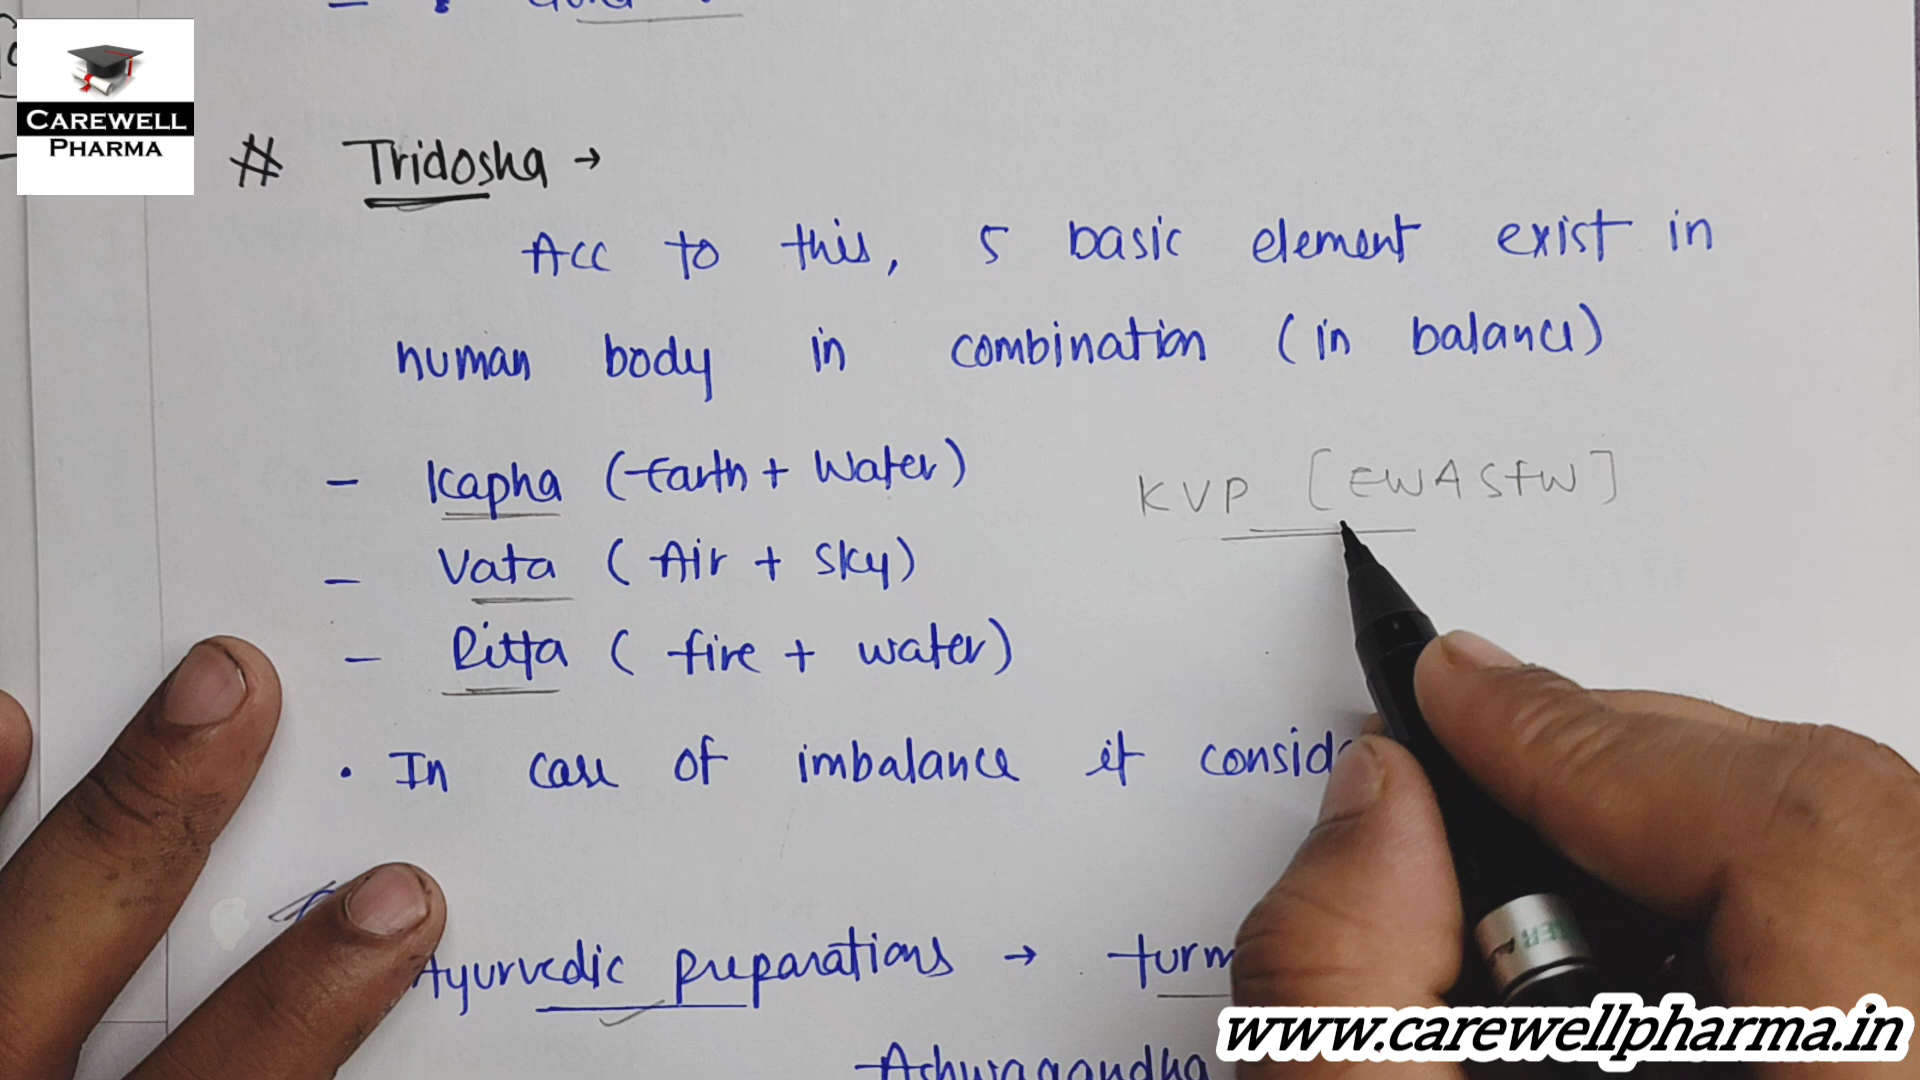 CAREWELL
PHARMA
# Tridosha →
Acc to this, 5 basic element exist in
human body in combination (in balance)
- Kapha (Earth + Water)
KVP [EWASFW]
- Vata (Air + Sky)
- Pitta (fire + water)
• In case of imbalance it consid
Ayurvedic preparations → turm
Ashwagandha
www.carewellpharma.in